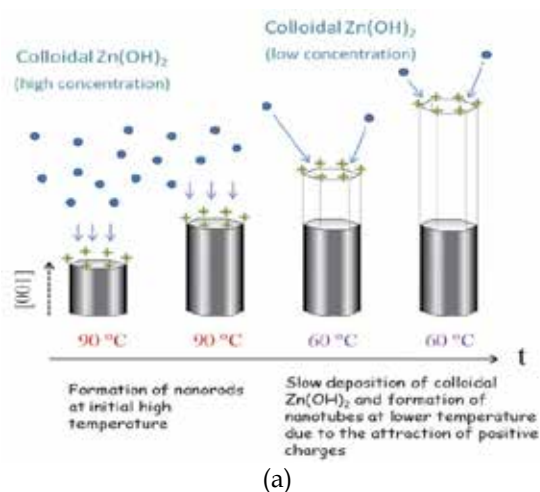 Colloidal Zn(OH)₂
(high concentration)
Colloidal Zn(OH)₂
(low concentration)
[001]
90 °C
90 °C
60 °C
60 °C
t
Formation of nanorods
at initial high
temperature
Slow deposition of colloidal
Zn(OH)₂ and formation of
nanotubes at lower temperature
due to the attraction of positive
charges
(a)